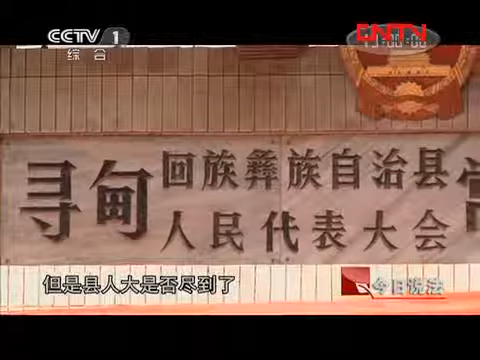 CCTV 1
综合
CNTV
寻甸
回族彝族自治县
人民代表大会
但是县人大是否尽到了
今日说法